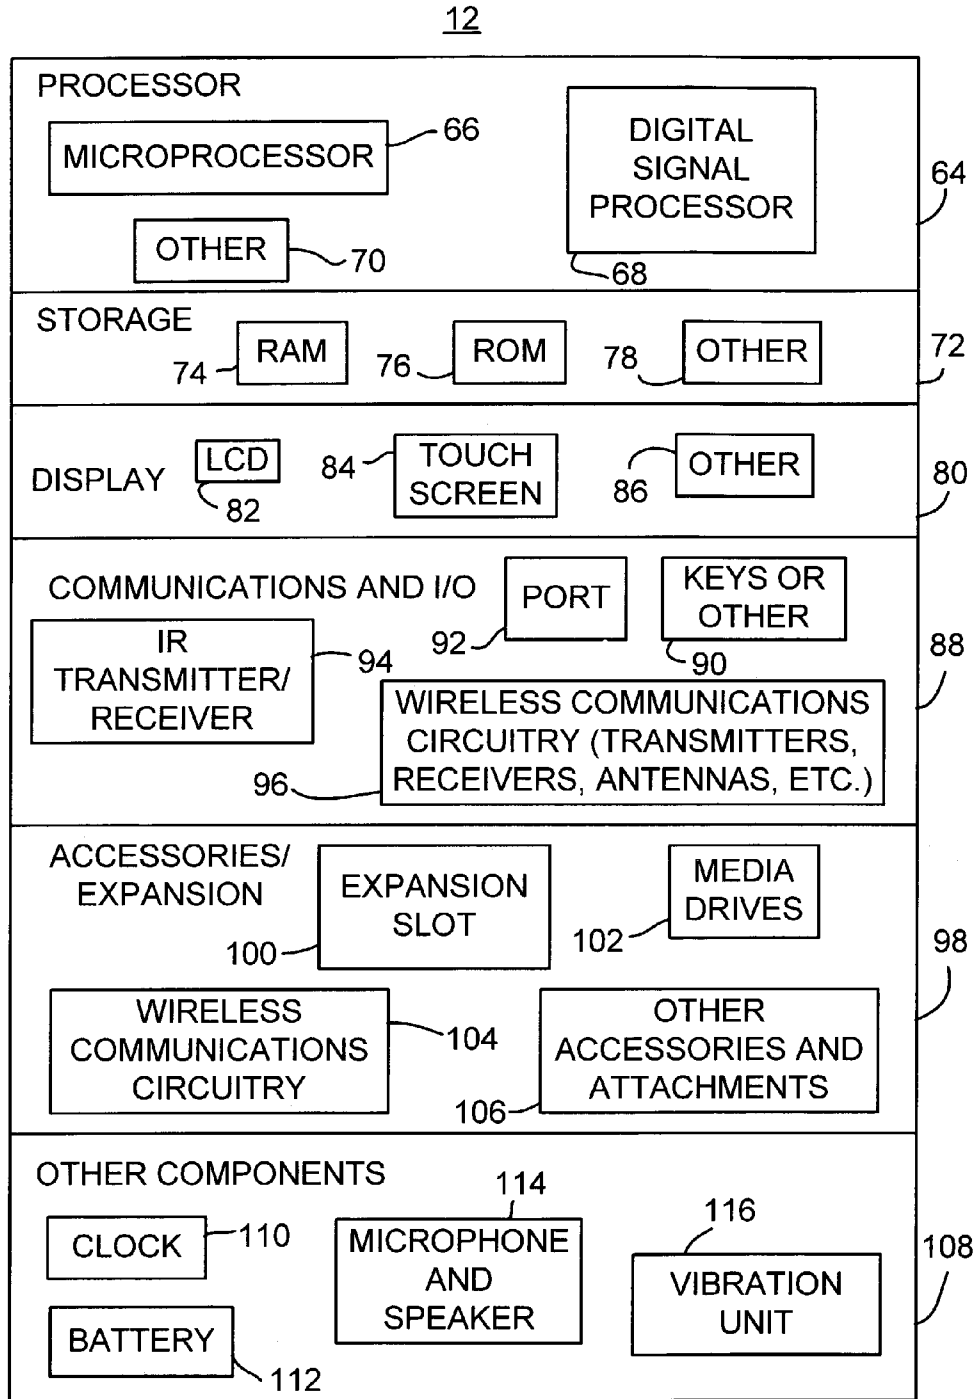 12
PROCESSOR
MICROPROCESSOR
66
DIGITAL
SIGNAL
PROCESSOR
64
OTHER
70
68
STORAGE
RAM
74
ROM
76
OTHER
78
72
DISPLAY
LCD
82
TOUCH
SCREEN
84
OTHER
86
80
COMMUNICATIONS AND I/O
PORT
92
KEYS OR
OTHER
90
IR
TRANSMITTER/
RECEIVER
94
88
WIRELESS COMMUNICATIONS
CIRCUITRY (TRANSMITTERS,
RECEIVERS, ANTENNAS, ETC.)
96
ACCESSORIES/
EXPANSION
EXPANSION
SLOT
100
MEDIA
DRIVES
102
98
WIRELESS
COMMUNICATIONS
CIRCUITRY
104
OTHER
ACCESSORIES AND
ATTACHMENTS
106
OTHER COMPONENTS
CLOCK
110
MICROPHONE
AND
SPEAKER
114
VIBRATION
UNIT
116
108
BATTERY
112